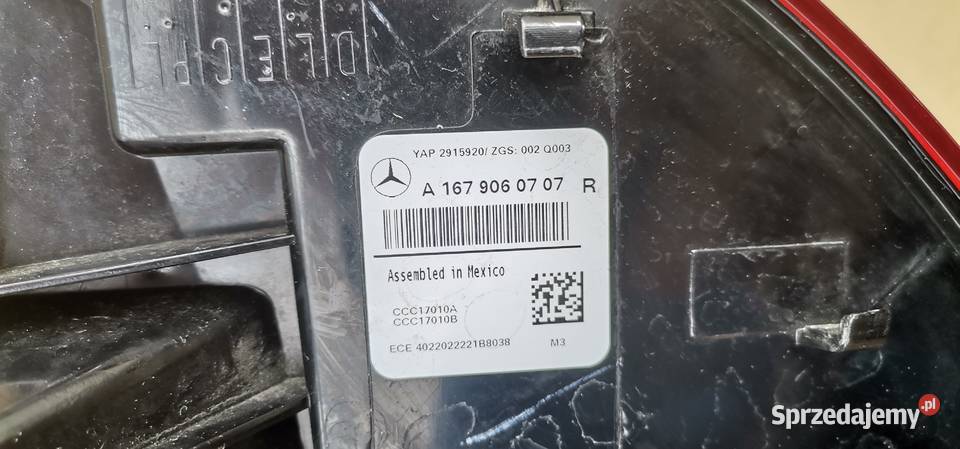 DLECPL
YAP 2915920/ ZGS: 002 Q003
A 167 906 07 07 R
Assembled in Mexico
CCC17010A
CCC17010B
ECE 4022022221B8038 M3
Sprzedajemy.pl